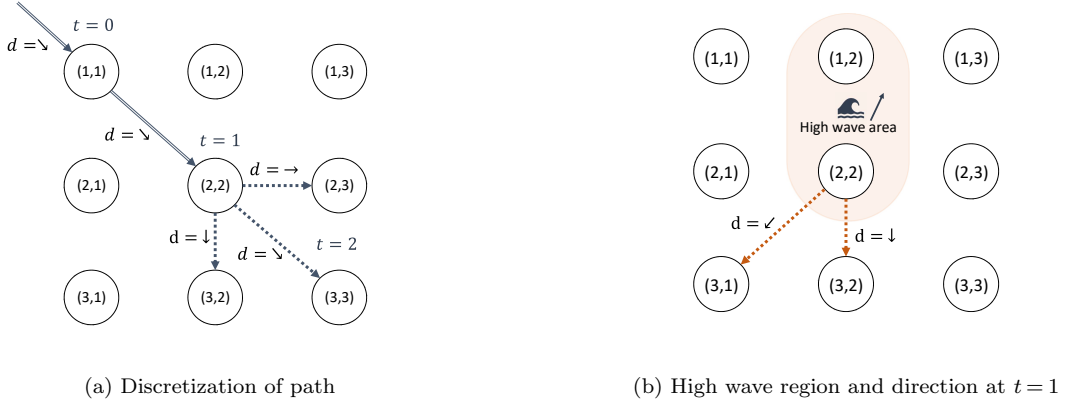 t = 0
d = ↘
(1,1) (1,2) (1,3)
d = ↘
t = 1
d = →
(2,1) (2,2) (2,3)
d = ↓
d = ↘
t = 2
(3,1) (3,2) (3,3)
(a) Discretization of path
(1,1) (1,2) (1,3)
High wave area
(2,1) (2,2) (2,3)
d = ↙
d = ↓
(3,1) (3,2) (3,3)
(b) High wave region and direction at t = 1